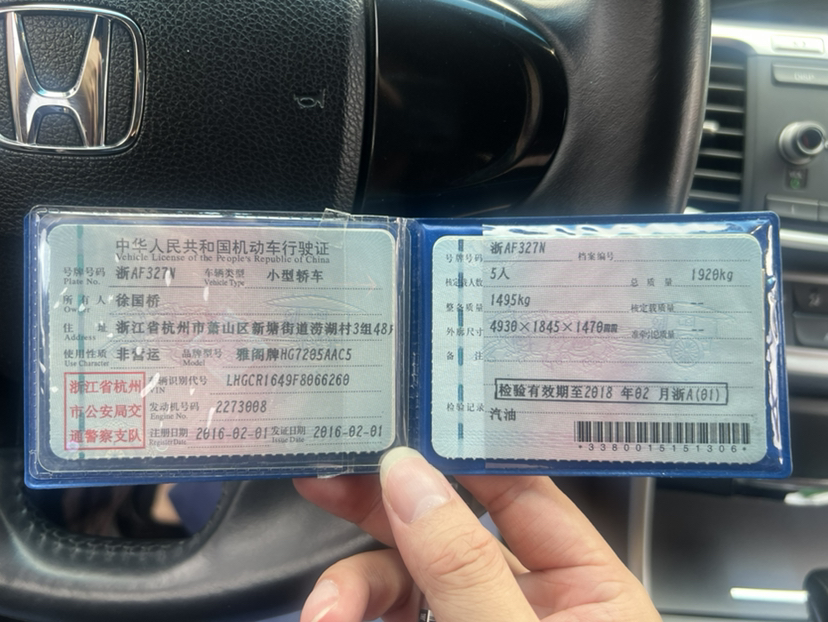 中华人民共和国机动车行驶证
Vehicle License of the People's Republic of China
号牌号码 浙AF327N 车辆类型 小型轿车
Plate No. Vehicle Type
所有人 徐国桥
Owner
住址 浙江省杭州市萧山区新塘街道涝湖村3组48
Address
使用性质 非营运 品牌型号 雅阁牌HG7205AAC5
Use Character Model
浙江省杭州
市公安局交
通警察支队
车辆识别代号 LHGCR1649F8066260
VIN
发动机号码 2273008
Engine No.
注册日期 2016-02-01 发证日期 2016-02-01
Register Date Issue Date
号牌号码 浙AF327N 档案编号
核定载人数 5人 总质量 1920kg
整备质量 1495kg 核定载质量 --
外廓尺寸 4930×1845×1470mm 准牵引总质量 --
备注
检验有效期至2018 年02 月浙A(01)
检验记录
汽油
*3380015151306*